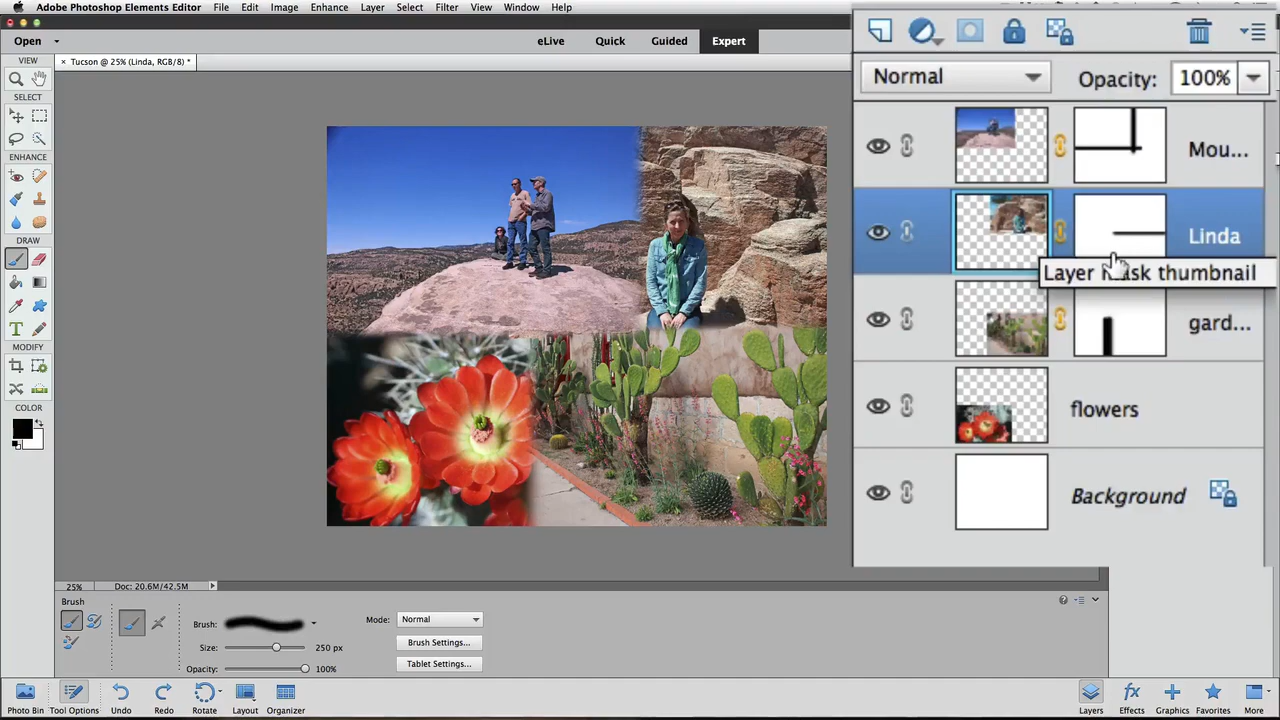 Adobe Photoshop Elements Editor File Edit Image Enhance Layer Select Filter View Window Help
Open eLive Quick Guided Expert
VIEW
× Tucson @ 25% (Linda, RGB/8) *
SELECT
ENHANCE
DRAW
MODIFY
COLOR
Normal Opacity: 100%
Mou...
Linda
Layer mask thumbnail
gard...
flowers
Background
25% Doc: 20.6M/42.5M
Brush
Brush: Mode: Normal
Size: 250 px Brush Settings...
Opacity: 100% Tablet Settings...
Photo Bin Tool Options Undo Redo Rotate Layout Organizer Layers Effects Graphics Favorites More